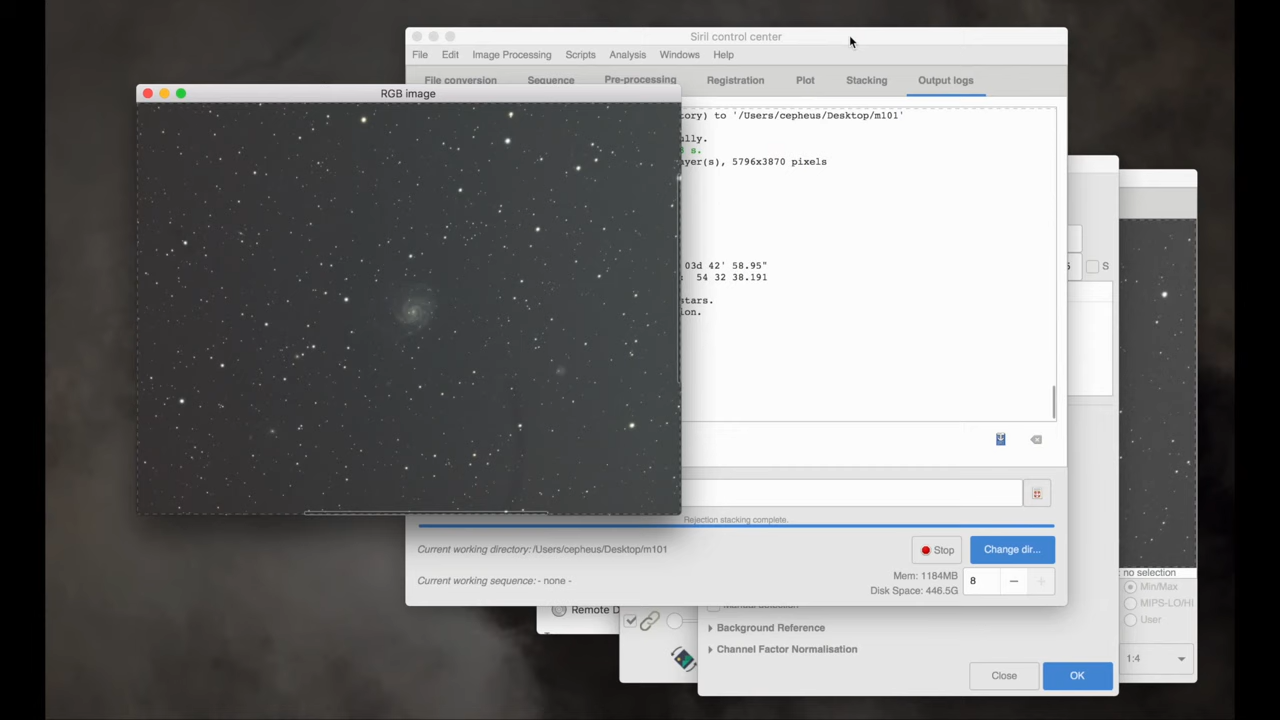 Siril control center
File Edit Image Processing Scripts Analysis Windows Help
File conversion Sequence Pre-processing Registration Plot Stacking Output logs
RGB image
tory) to '/Users/cepheus/Desktop/m101'
ully.
s.
ayer(s), 5796x3870 pixels
03d 42' 58.95"
: 54 32 38.191
stars.
ion.
S
Rejection stacking complete.
Current working directory: /Users/cepheus/Desktop/m101
Stop
Change dir...
Current working sequence: - none -
Mem: 1184MB
Disk Space: 446.5G
8
: no selection
Min/Max
MIPS-LO/HI
User
1:4
Remote D
Background Reference
Channel Factor Normalisation
Close
OK